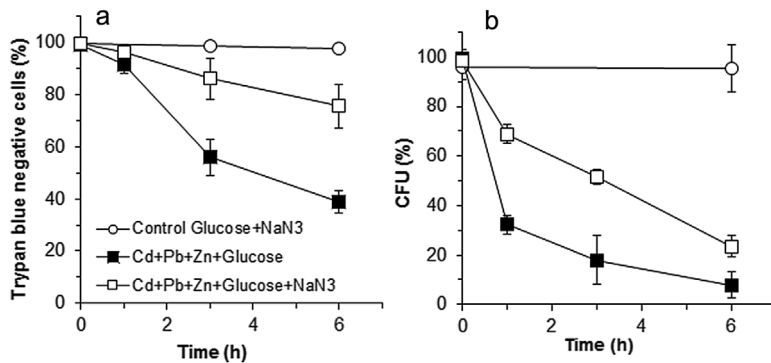 a
Trypan blue negative cells (%)
100
80
60
40
20
0
Control Glucose+NaN3
Cd+Pb+Zn+Glucose
Cd+Pb+Zn+Glucose+NaN3
0 2 4 6
Time (h)
b
CFU (%)
100
80
60
40
20
0
0 2 4 6
Time (h)